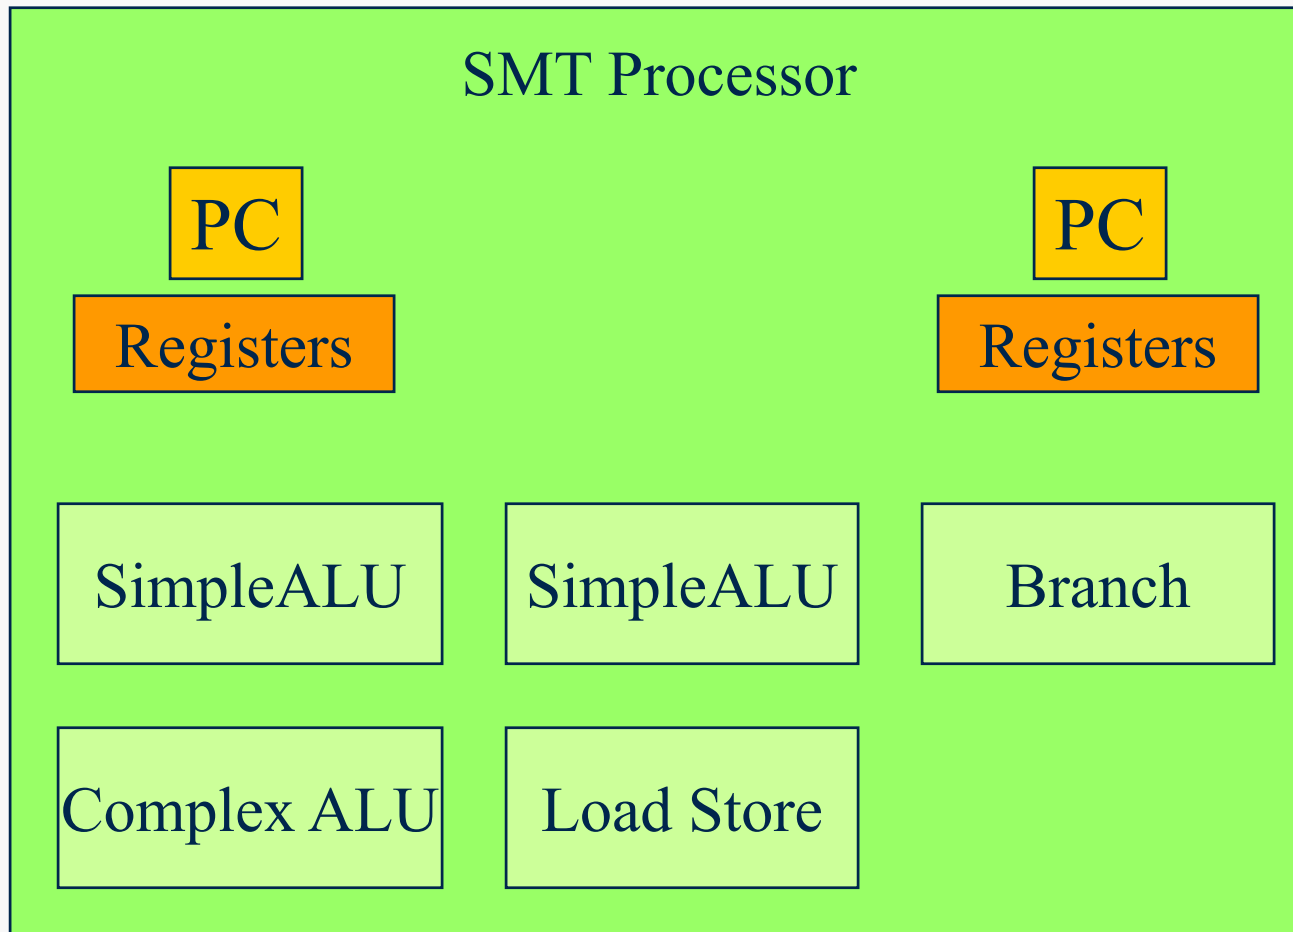 SMT Processor
PC
PC
Registers
Registers
SimpleALU
SimpleALU
Branch
Complex ALU
Load Store